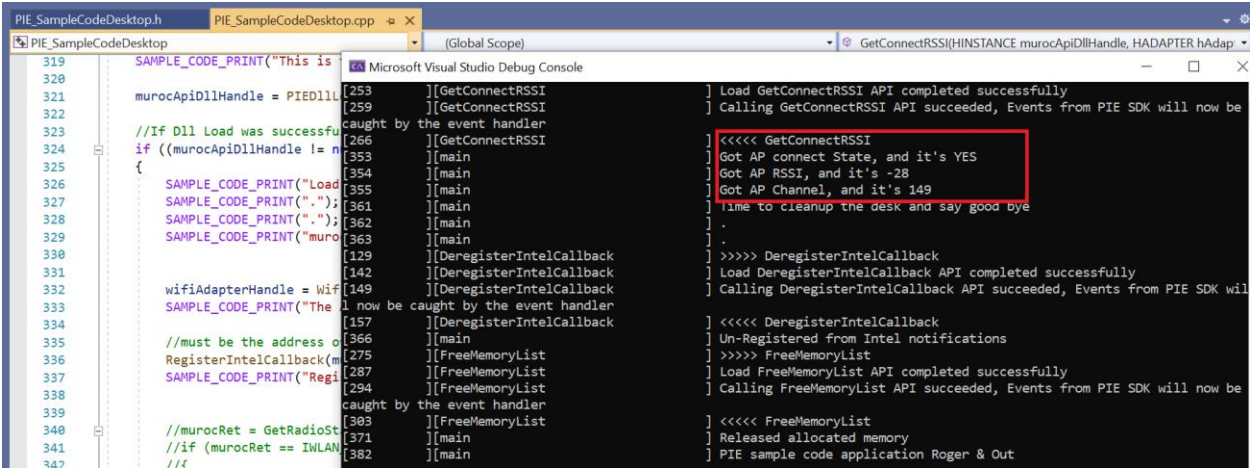 PIE_SampleCodeDesktop.h PIE_SampleCodeDesktop.cpp
PIE_SampleCodeDesktop (Global Scope) GetConnectRSSI(HINSTANCE murocApiDllHandle, HADAPTER hAdap
319 SAMPLE_CODE_PRINT("This is
320
321 murocApiDllHandle = PIEDllL
322
323 //If Dll Load was successfu
324 if ((murocApiDllHandle != n
325 {
326 SAMPLE_CODE_PRINT("Load
327 SAMPLE_CODE_PRINT(".");
328 SAMPLE_CODE_PRINT(".");
329 SAMPLE_CODE_PRINT("muro
330
331
332 wifiAdapterHandle = Wif
333 SAMPLE_CODE_PRINT("The
334
335 //must be the address o
336 RegisterIntelCallback(m
337 SAMPLE_CODE_PRINT("Regi
338
339
340 //murocRet = GetRadioSt
341 //if (murocRet == IWLAN
342 //{
Microsoft Visual Studio Debug Console
[253 ][GetConnectRSSI ] Load GetConnectRSSI API completed successfully
[259 ][GetConnectRSSI ] Calling GetConnectRSSI API succeeded, Events from PIE SDK will now be
caught by the event handler
[266 ][GetConnectRSSI ] <<<<< GetConnectRSSI
[353 ][main ] Got AP connect State, and it's YES
[354 ][main ] Got AP RSSI, and it's -28
[355 ][main ] Got AP Channel, and it's 149
[361 ][main ] Time to cleanup the desk and say good bye
[362 ][main ] .
[363 ][main ] .
[129 ][DeregisterIntelCallback ] >>>>> DeregisterIntelCallback
[142 ][DeregisterIntelCallback ] Load DeregisterIntelCallback API completed successfully
[149 ][DeregisterIntelCallback ] Calling DeregisterIntelCallback API succeeded, Events from PIE SDK wil
l now be caught by the event handler
[157 ][DeregisterIntelCallback ] <<<<< DeregisterIntelCallback
[366 ][main ] Un-Registered from Intel notifications
[275 ][FreeMemoryList ] >>>>> FreeMemoryList
[287 ][FreeMemoryList ] Load FreeMemoryList API completed successfully
[294 ][FreeMemoryList ] Calling FreeMemoryList API succeeded, Events from PIE SDK will now be
caught by the event handler
[303 ][FreeMemoryList ] <<<<< FreeMemoryList
[371 ][main ] Released allocated memory
[382 ][main ] PIE sample code application Roger & Out